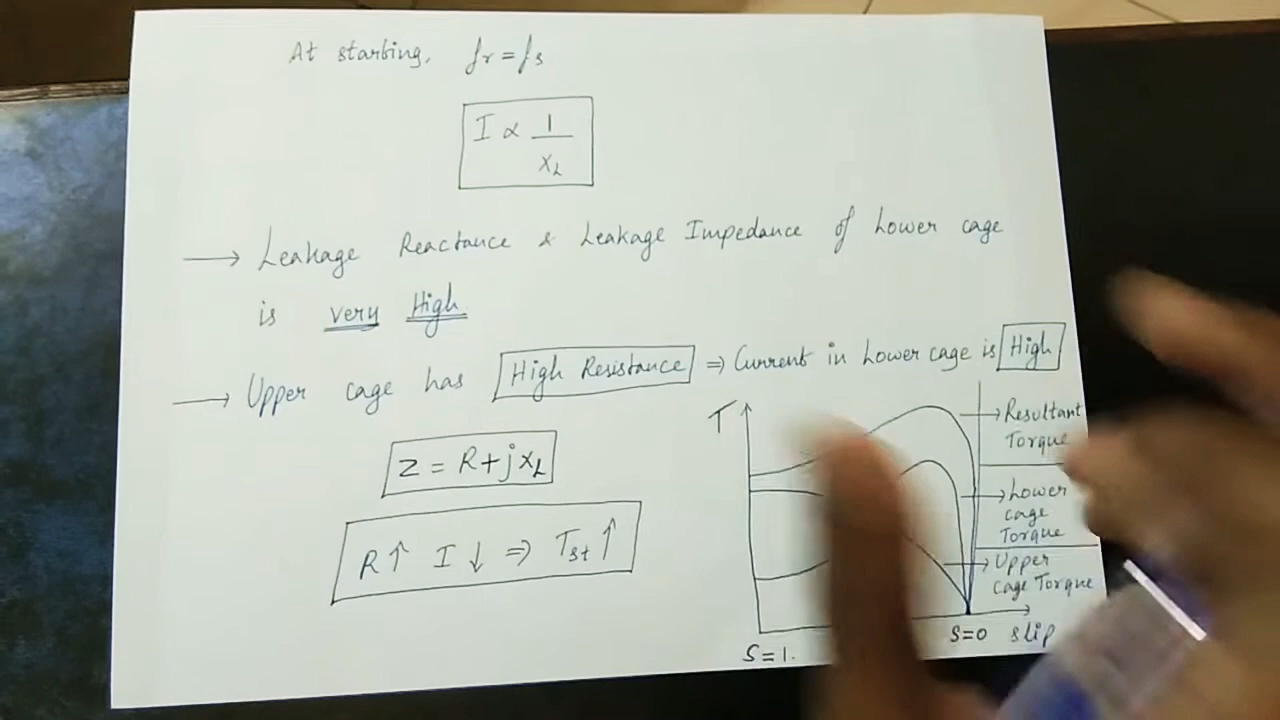 At starting, fr = fs
I ∝ 1/XL
→ Leakage Reactance & Leakage Impedance of Lower cage
is very High
→ Upper cage has High Resistance ⇒ Current in Lower cage is High
Z = R + jXL
R↑ I↓ ⇒ Tst↑
T
→ Resultant
Torque
→ Lower
cage
Torque
→ Upper
cage Torque
S=0 slip
S=1.